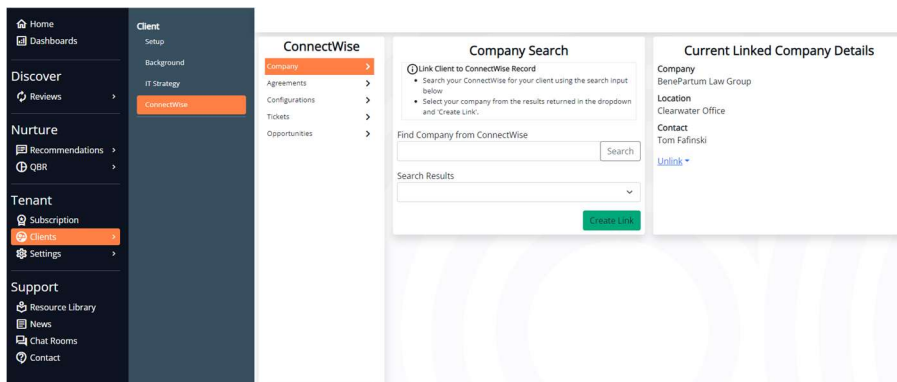 Home
Dashboards
Discover
Reviews
Nurture
Recommendations
QBR
Tenant
Subscription
Clients
Settings
Support
Resource Library
News
Chat Rooms
Contact
Client
Setup
Background
IT Strategy
ConnectWise
ConnectWise
Company
Agreements
Configurations
Tickets
Opportunities
Company Search
Link Client to ConnectWise Record
Search your ConnectWise for your client using the search input
below
Select your company from the results returned in the dropdown
and 'Create Link'.
Find Company from ConnectWise
Search
Search Results
Create Link
Current Linked Company Details
Company
BenePartum Law Group
Location
Clearwater Office
Contact
Tom Fafinski
Unlink